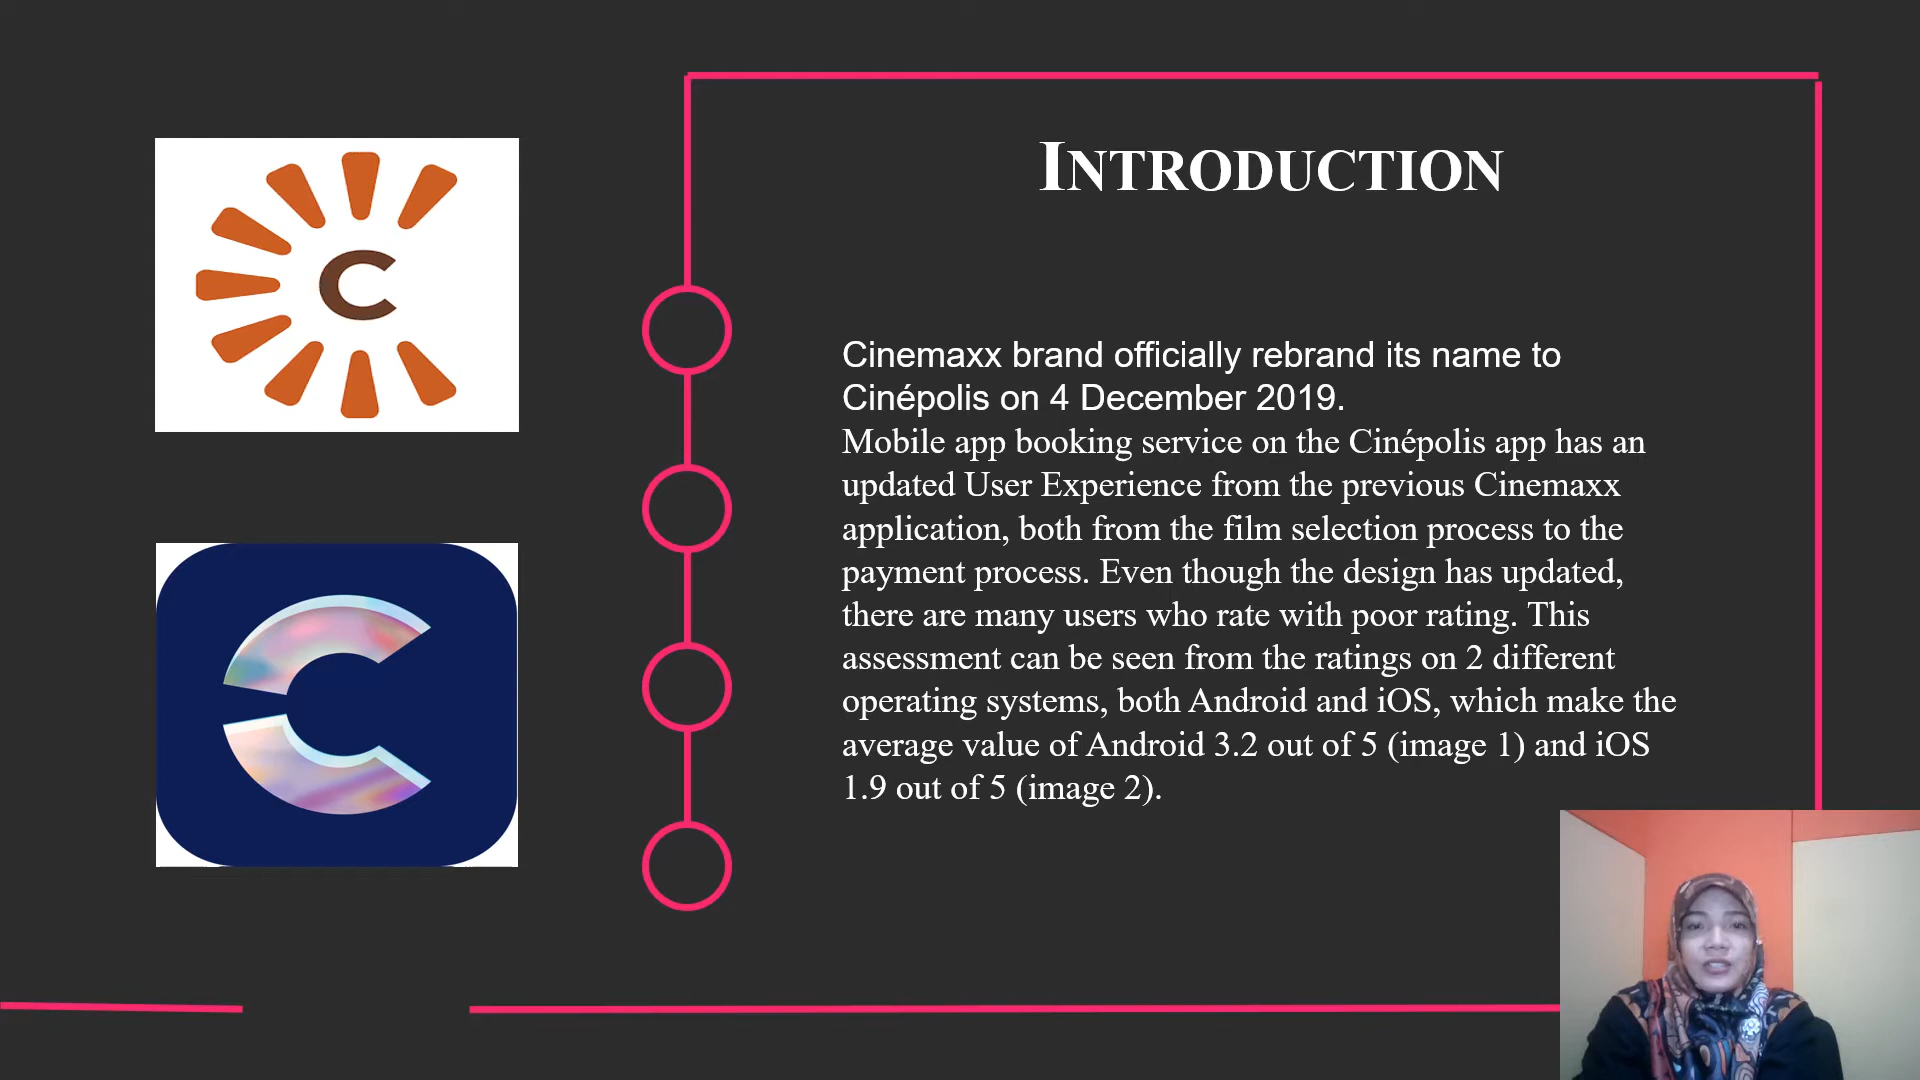 C
INTRODUCTION
Cinemaxx brand officially rebrand its name to
Cinépolis on 4 December 2019.
Mobile app booking service on the Cinépolis app has an
updated User Experience from the previous Cinemaxx
application, both from the film selection process to the
payment process. Even though the design has updated,
there are many users who rate with poor rating. This
assessment can be seen from the ratings on 2 different
operating systems, both Android and iOS, which make the
average value of Android 3.2 out of 5 (image 1) and iOS
1.9 out of 5 (image 2).